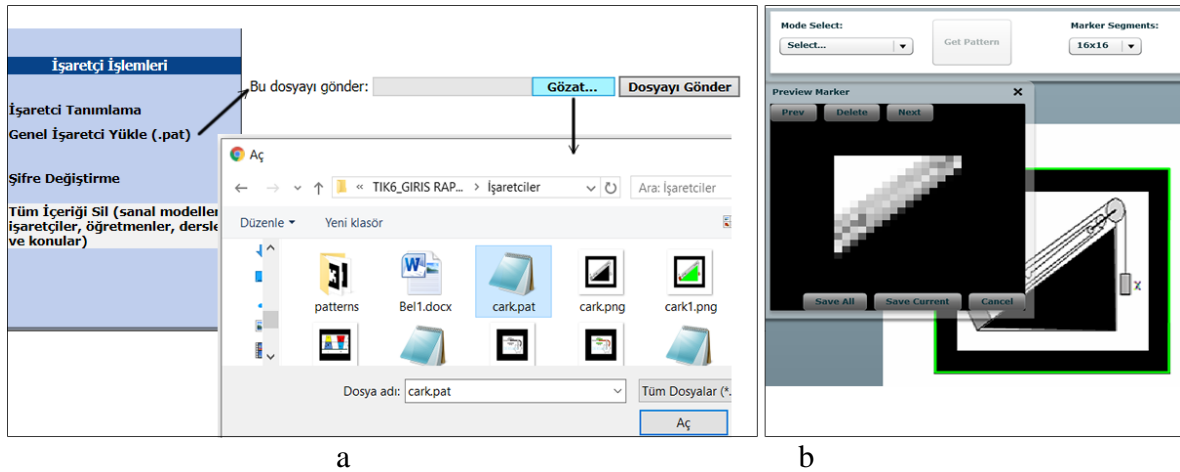 İşaretçi İşlemleri
İşaretci Tanımlama
Genel İşaretci Yükle (.pat)
Şifre Değiştirme
Tüm İçeriği Sil (sanal modeller
işaretçiler, öğretmenler, dersle
ve konular)
Bu dosyayı gönder:
Gözat...
Dosyayı Gönder
Aç
« TIK6_GIRIS RAP... > İşaretciler
Ara: İşaretciler
Düzenle
Yeni klasör
patterns
Bel1.docx
cark.pat
cark.png
cark1.png
Dosya adı:
cark.pat
Tüm Dosyalar (*.
Aç
a
Mode Select:
Select...
Get Pattern
Marker Segments:
16x16
Preview Marker
Prev
Delete
Next
Save All
Save Current
Cancel
b